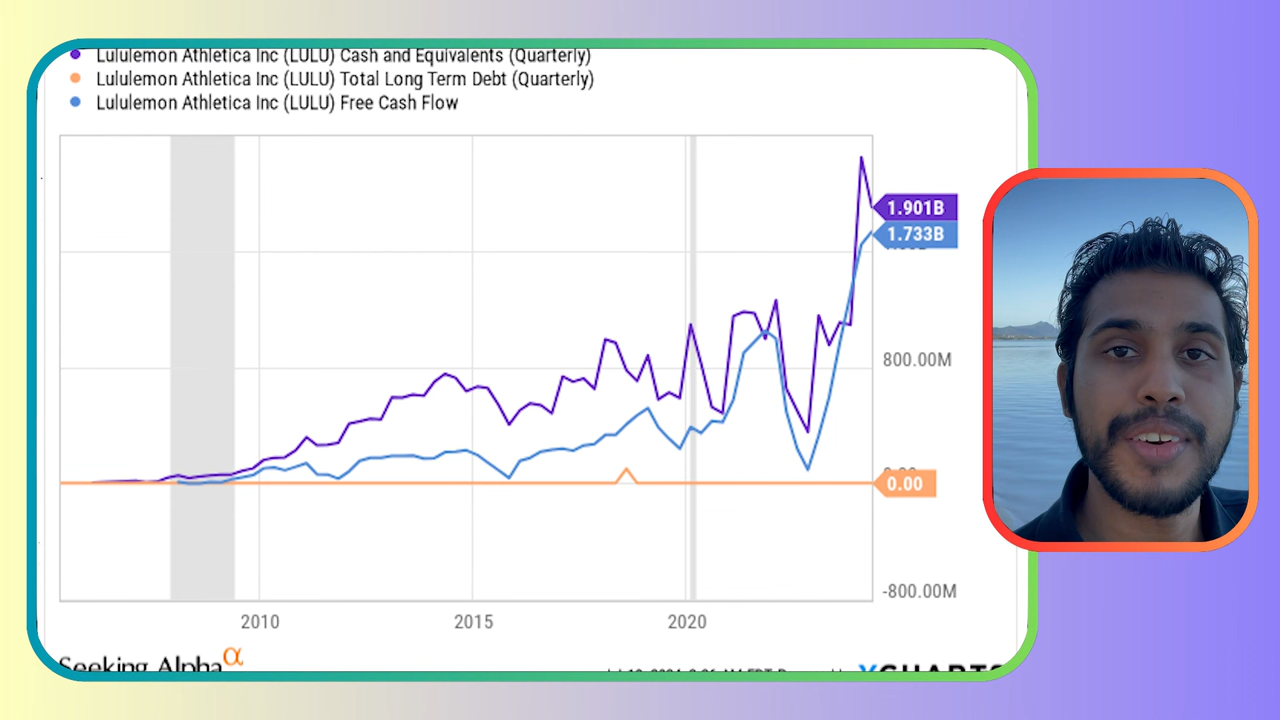 Lululemon Athletica Inc (LULU) Cash and Equivalents (Quarterly)
Lululemon Athletica Inc (LULU) Total Long Term Debt (Quarterly)
Lululemon Athletica Inc (LULU) Free Cash Flow
1.901B
1.733B
800.00M
0.00
-800.00M
2010
2015
2020
Seeking Alphaα
YCHARTS